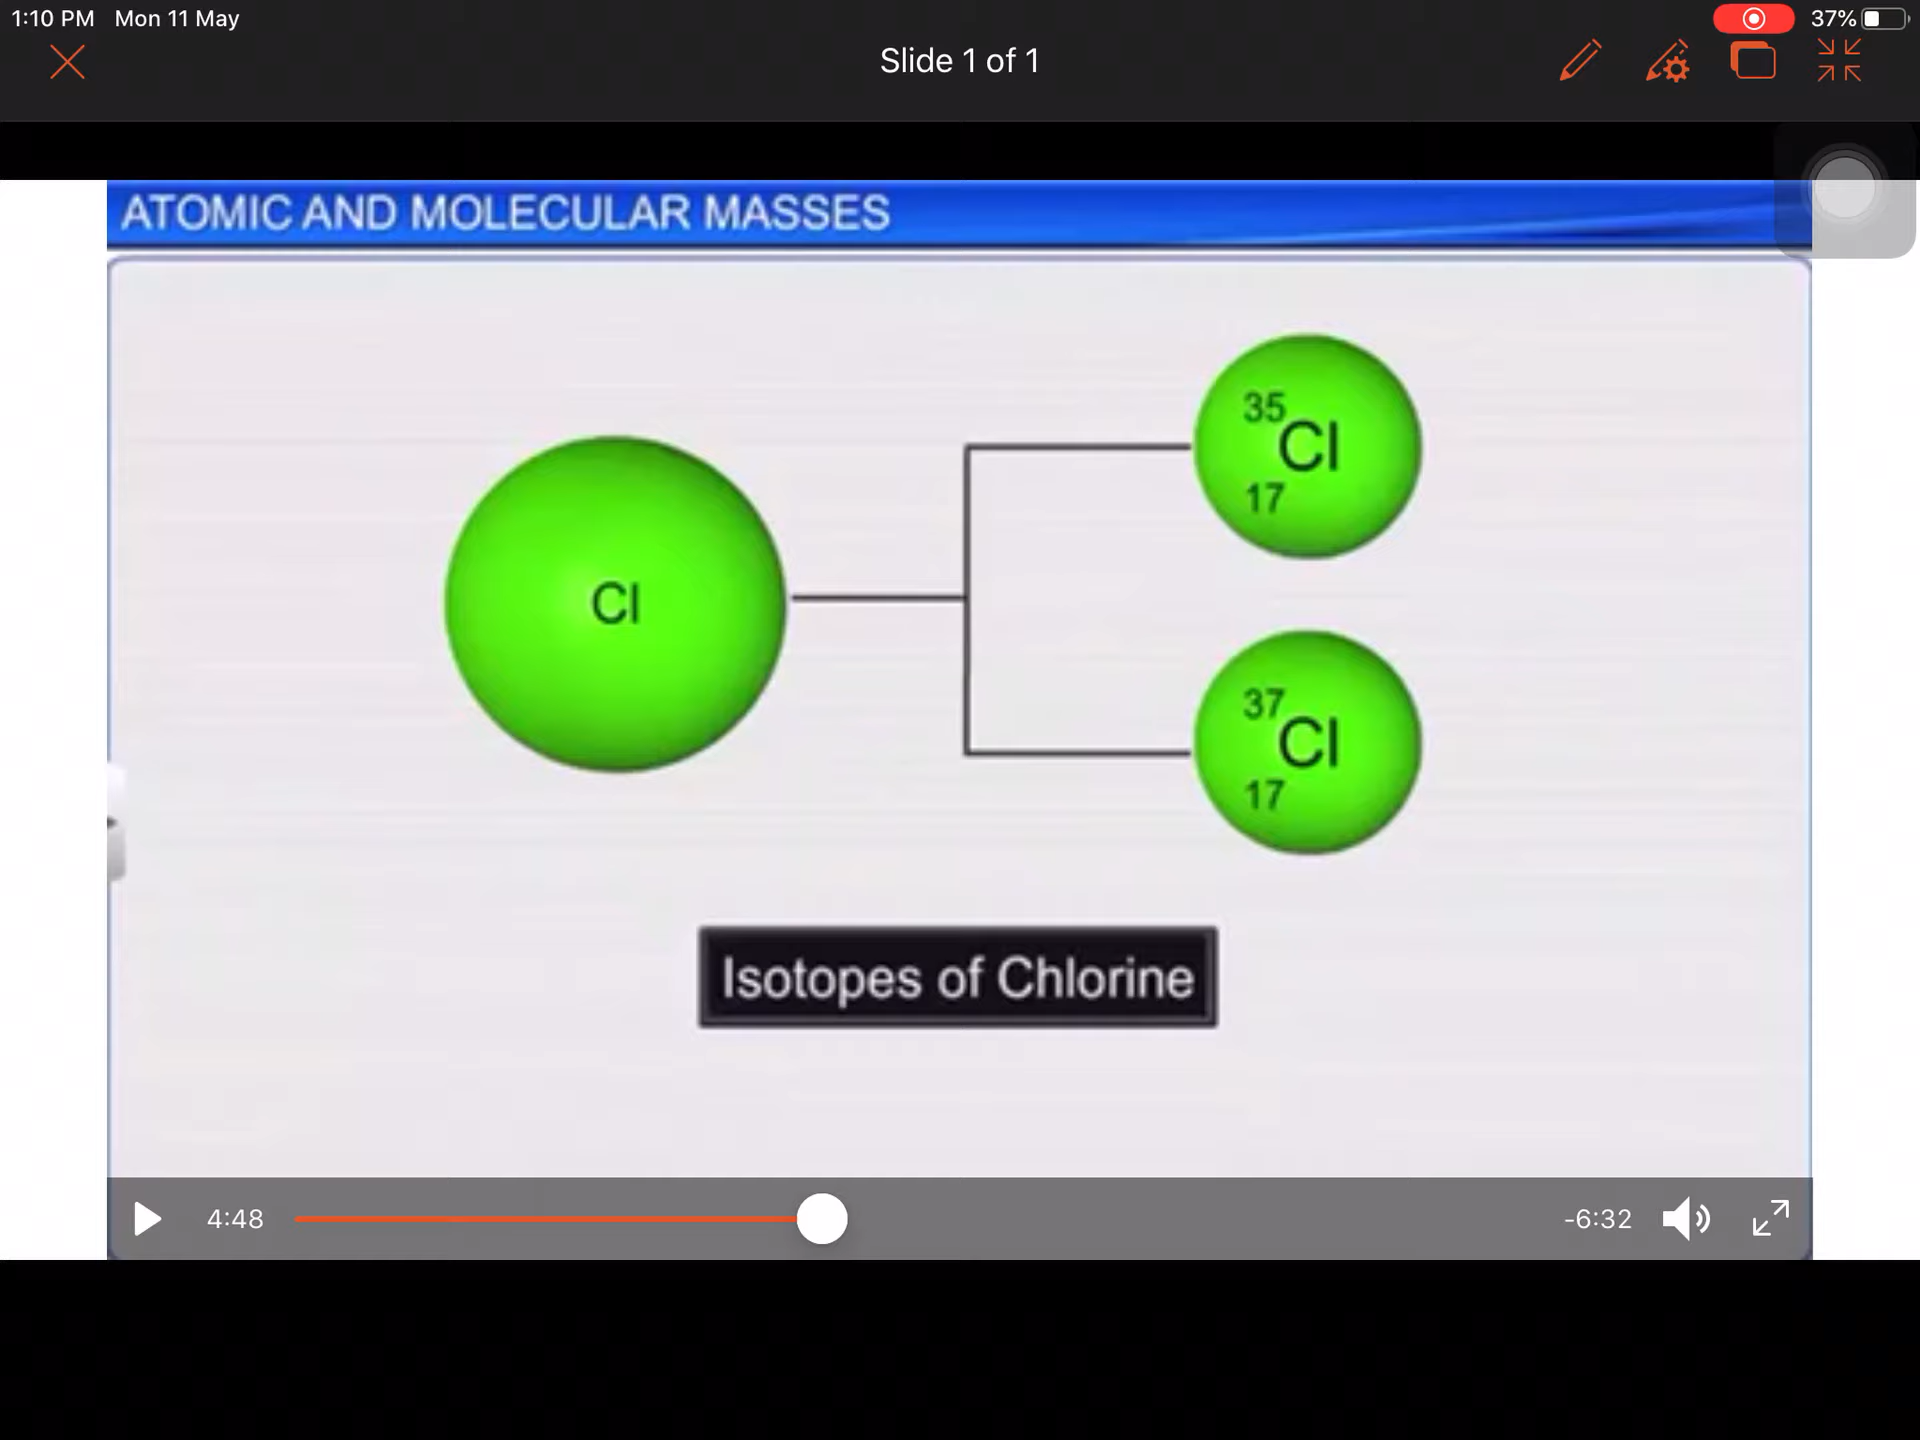 1:10 PM Mon 11 May
37%
Slide 1 of 1
ATOMIC AND MOLECULAR MASSES
35
Cl
17
Cl
37
Cl
17
Isotopes of Chlorine
4:48
-6:32